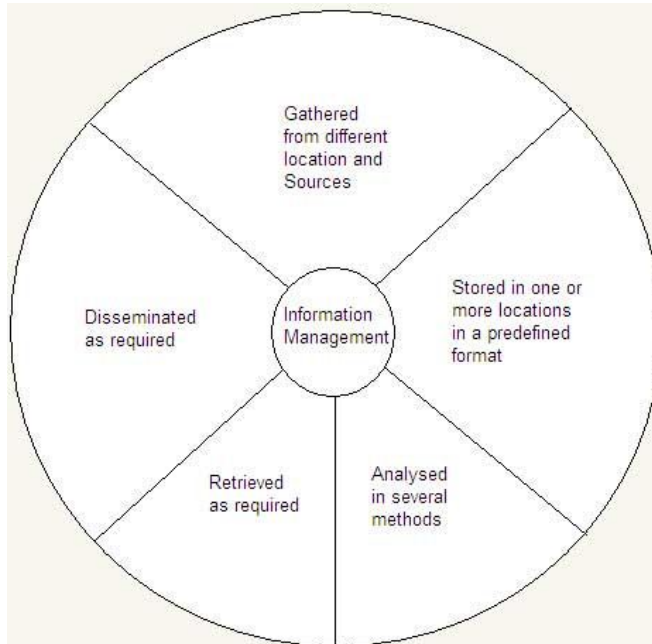 Gathered
from different
location and
Sources
Stored in one or
more locations
in a predefined
format
Analysed
in several
methods
Retrieved
as required
Disseminated
as required
Information
Management